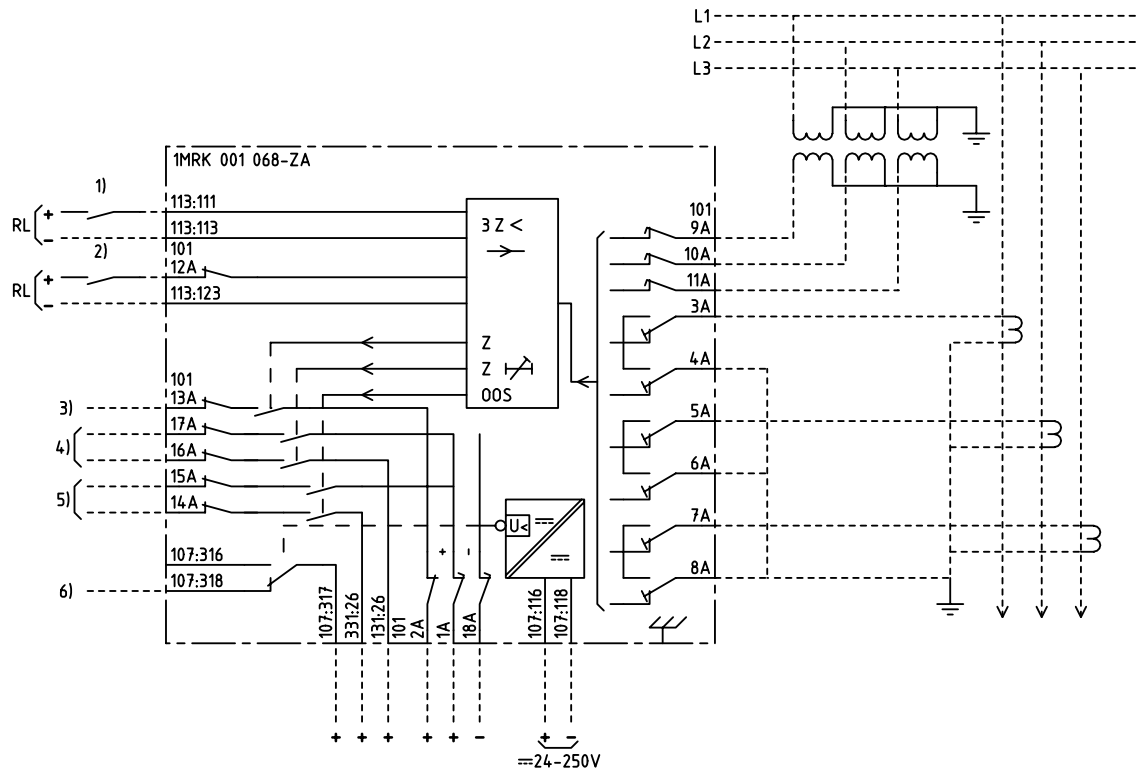 L1
L2
L3
1MRK 001 068-ZA
1)
113:111
RL
+
-
113:113
2)
101
12A
RL
+
-
113:123
3Z<
Z
Z
OOS
101
9A
10A
11A
3A
4A
5A
6A
7A
8A
101
3)
13A
17A
4)
16A
15A
5)
14A
107:316
6)
107:318
U<
+
-
107:317
331:26
131:26
101
2A
1A
18A
107:116
107:118
+ + + + + - + -
24-250V